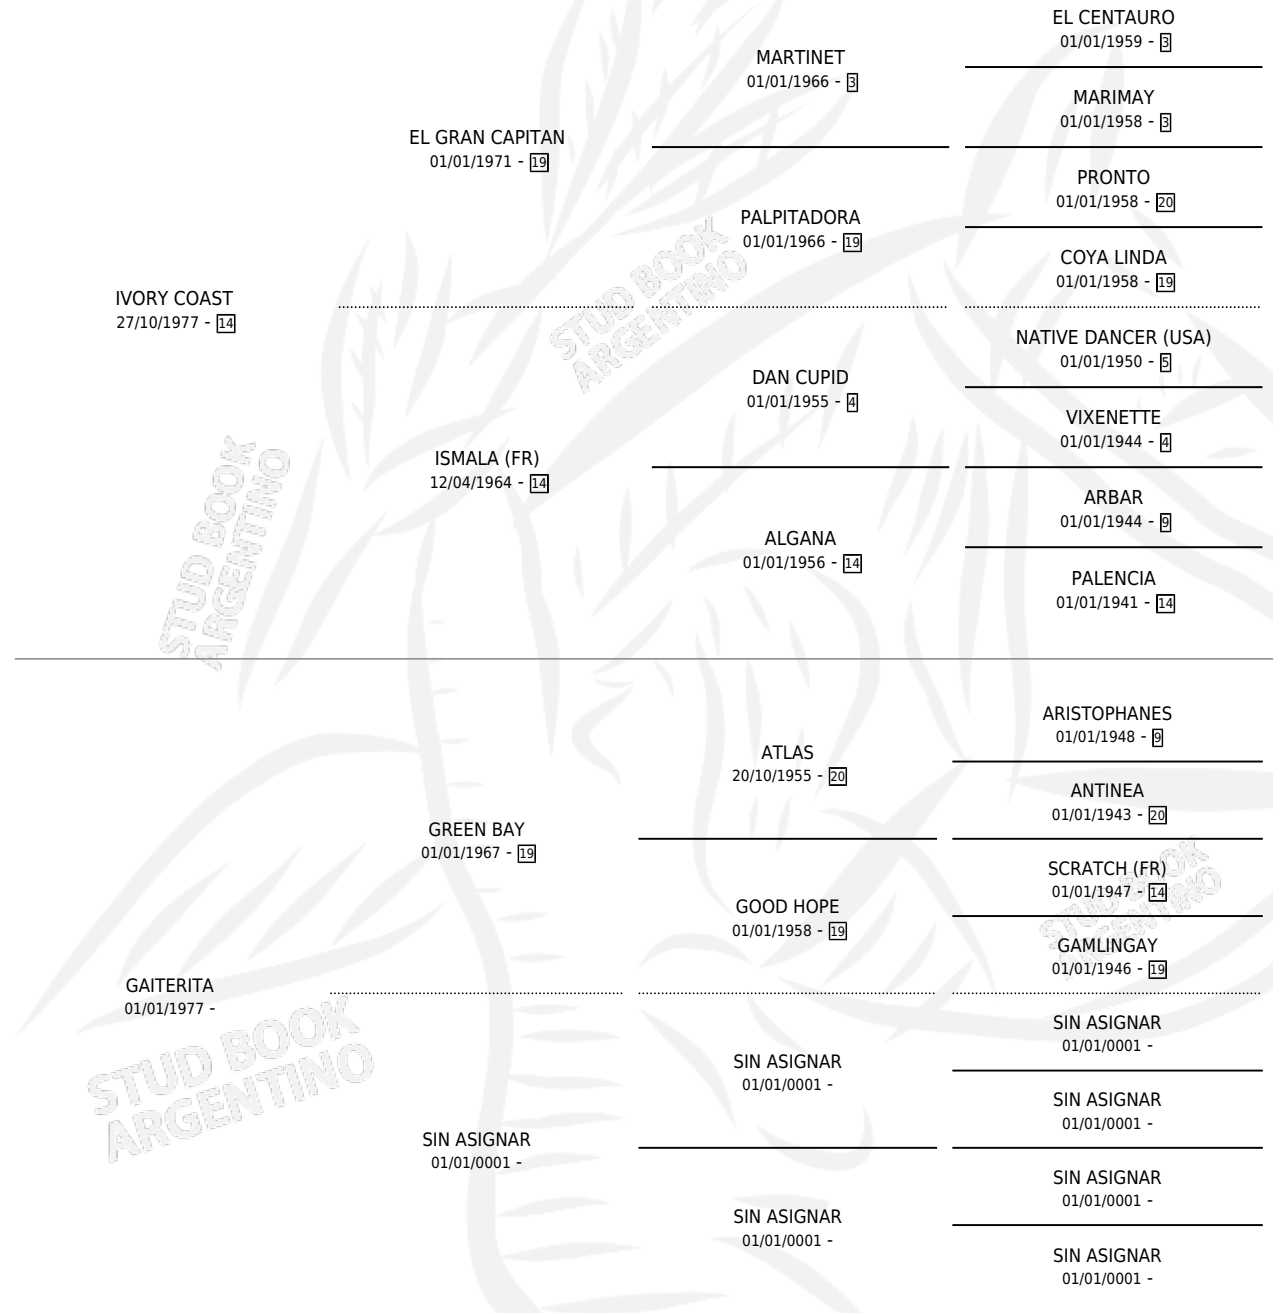 EL CENTAURO
01/01/1959 - 3
MARTINET
01/01/1966 - 3
MARIMAY
01/01/1958 - 3
EL GRAN CAPITAN
01/01/1971 - 19
PRONTO
01/01/1958 - 20
PALPITADORA
01/01/1966 - 19
COYA LINDA
01/01/1958 - 19
IVORY COAST
27/10/1977 - 14
STUD BOOK
ARGENTINO
NATIVE DANCER (USA)
01/01/1950 - 5
DAN CUPID
01/01/1955 - 4
VIXENETTE
01/01/1944 - 4
ISMALA (FR)
12/04/1964 - 14
ARBAR
01/01/1944 - 9
ALGANA
01/01/1956 - 14
PALENCIA
01/01/1941 - 14
STUD BOOK
ARGENTINO
ARISTOPHANES
01/01/1948 - 9
ATLAS
20/10/1955 - 20
ANTINEA
01/01/1943 - 20
GREEN BAY
01/01/1967 - 19
SCRATCH (FR)
01/01/1947 - 14
GOOD HOPE
01/01/1958 - 19
GAMLINGAY
01/01/1946 - 19
STUD BOOK
ARGENTINO
GAITERITA
01/01/1977 -
SIN ASIGNAR
01/01/0001 -
SIN ASIGNAR
01/01/0001 -
SIN ASIGNAR
01/01/0001 -
STUD BOOK
ARGENTINO
SIN ASIGNAR
01/01/0001 -
SIN ASIGNAR
01/01/0001 -
SIN ASIGNAR
01/01/0001 -
SIN ASIGNAR
01/01/0001 -